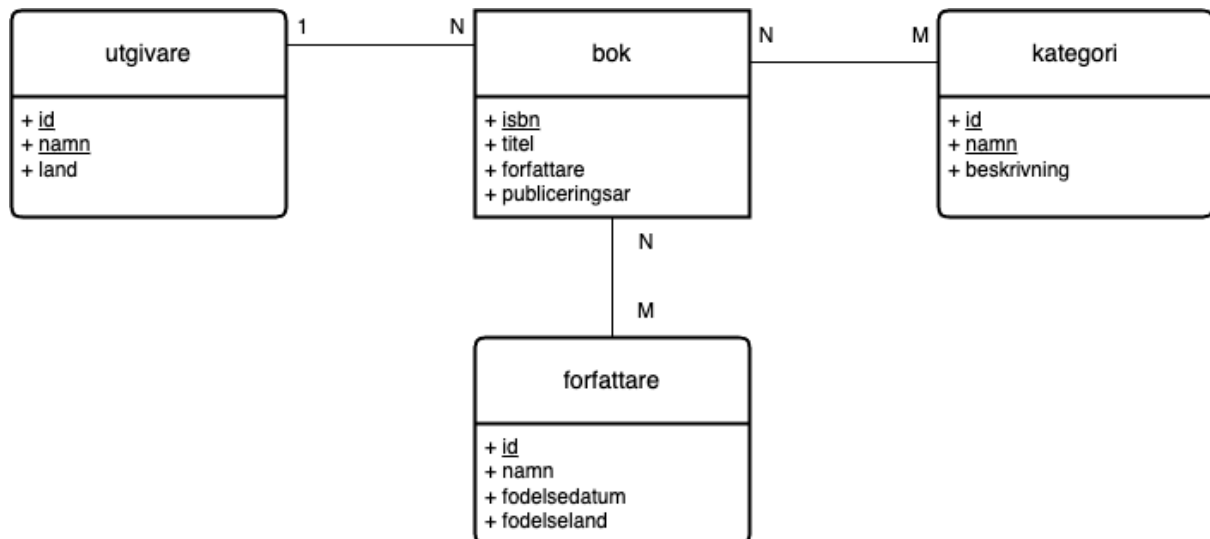 utgivare
+ id
+ namn
+ land
1
N
bok
+ isbn
+ titel
+ forfattare
+ publiceringsar
N
M
kategori
+ id
+ namn
+ beskrivning
N
M
forfattare
+ id
+ namn
+ fodelsedatum
+ fodelseland